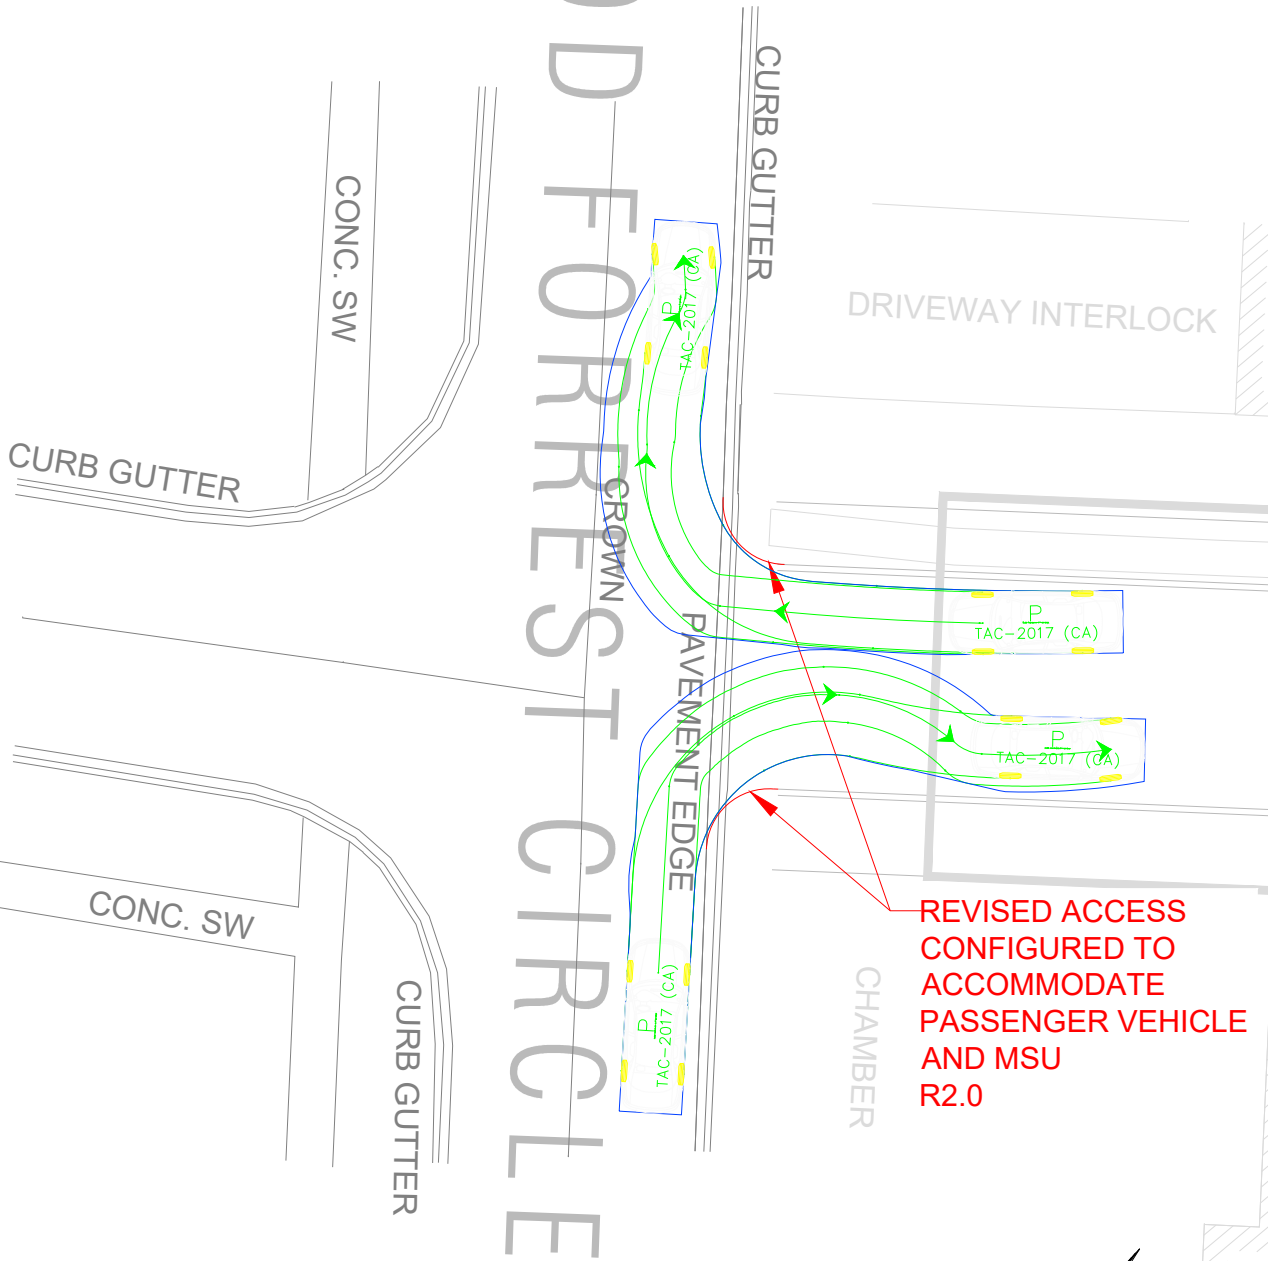 OD FORREST CIRCLE
CURB GUTTER
CONC. SW
DRIVEWAY INTERLOCK
P
TAC-2017 (CA)
CURB GUTTER
CROWN
P
TAC-2017 (CA)
PAVEMENT EDGE
P
TAC-2017 (CA)
CONC. SW
REVISED ACCESS
CONFIGURED TO
ACCOMMODATE
PASSENGER VEHICLE
AND MSU
R2.0
CHAMBER
P
TAC-2017 (CA)
CURB GUTTER